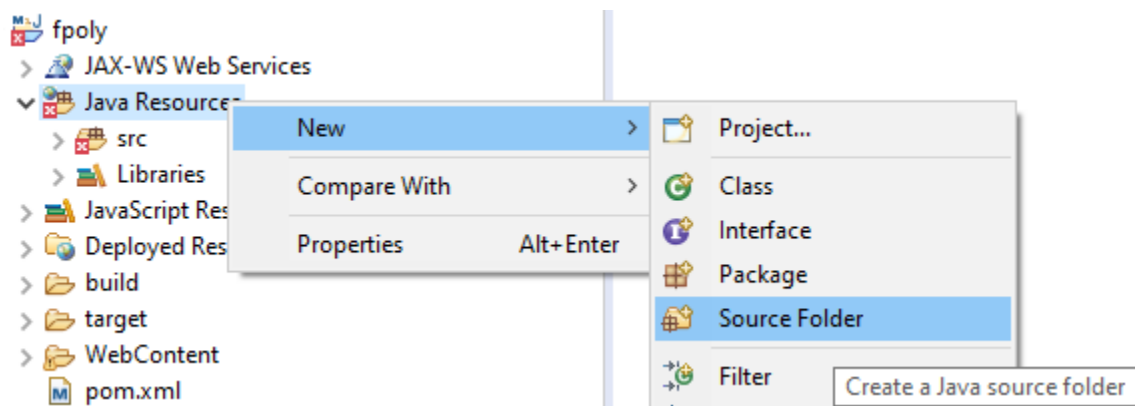 fpoly
JAX-WS Web Services
Java Resources
src
Libraries
JavaScript Res
Deployed Res
build
target
WebContent
pom.xml
New
Compare With
Properties Alt+Enter
Project...
Class
Interface
Package
Source Folder
Filter
Create a Java source folder